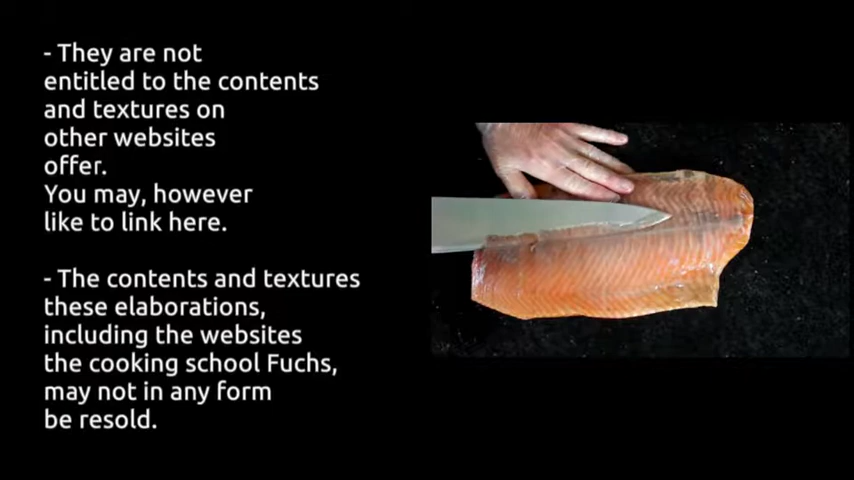 - They are not
entitled to the contents
and textures on
other websites
offer.
You may, however
like to link here.
- The contents and textures
these elaborations,
including the websites
the cooking school Fuchs,
may not in any form
be resold.